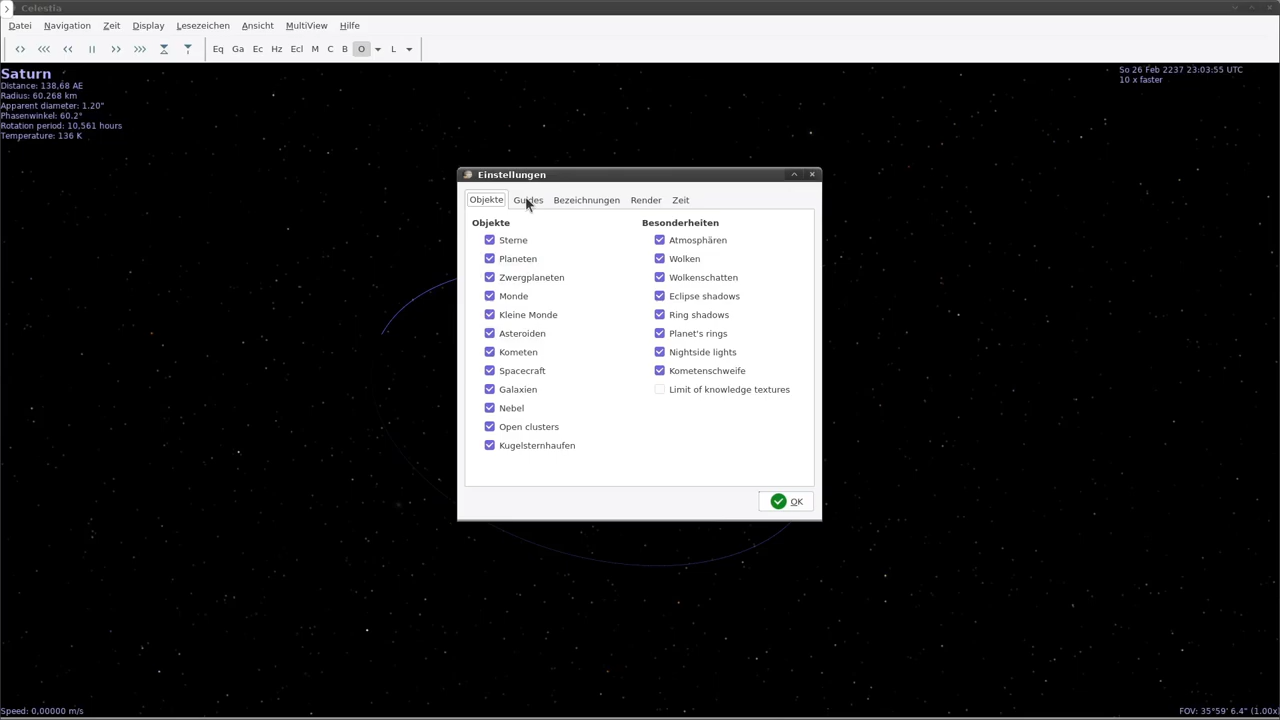 Celestia
Datei Navigation Zeit Display Lesezeichen Ansicht MultiView Hilfe
Eq Ga Ec Hz Ecl M C B O L
Saturn
Distance: 138,68 AE
Radius: 60.268 km
Apparent diameter: 1.20"
Phasenwinkel: 60.2°
Rotation period: 10,561 hours
Temperature: 136 K
So 26 Feb 2237 23:03:55 UTC
10 x faster
Einstellungen
Objekte Guides Bezeichnungen Render Zeit
Objekte
Sterne
Planeten
Zwergplaneten
Monde
Kleine Monde
Asteroiden
Kometen
Spacecraft
Galaxien
Nebel
Open clusters
Kugelsternhaufen
Besonderheiten
Atmosphären
Wolken
Wolkenschatten
Eclipse shadows
Ring shadows
Planet's rings
Nightside lights
Kometenschweife
Limit of knowledge textures
OK
Speed: 0,00000 m/s
FOV: 35°59' 6.4" (1.00x)